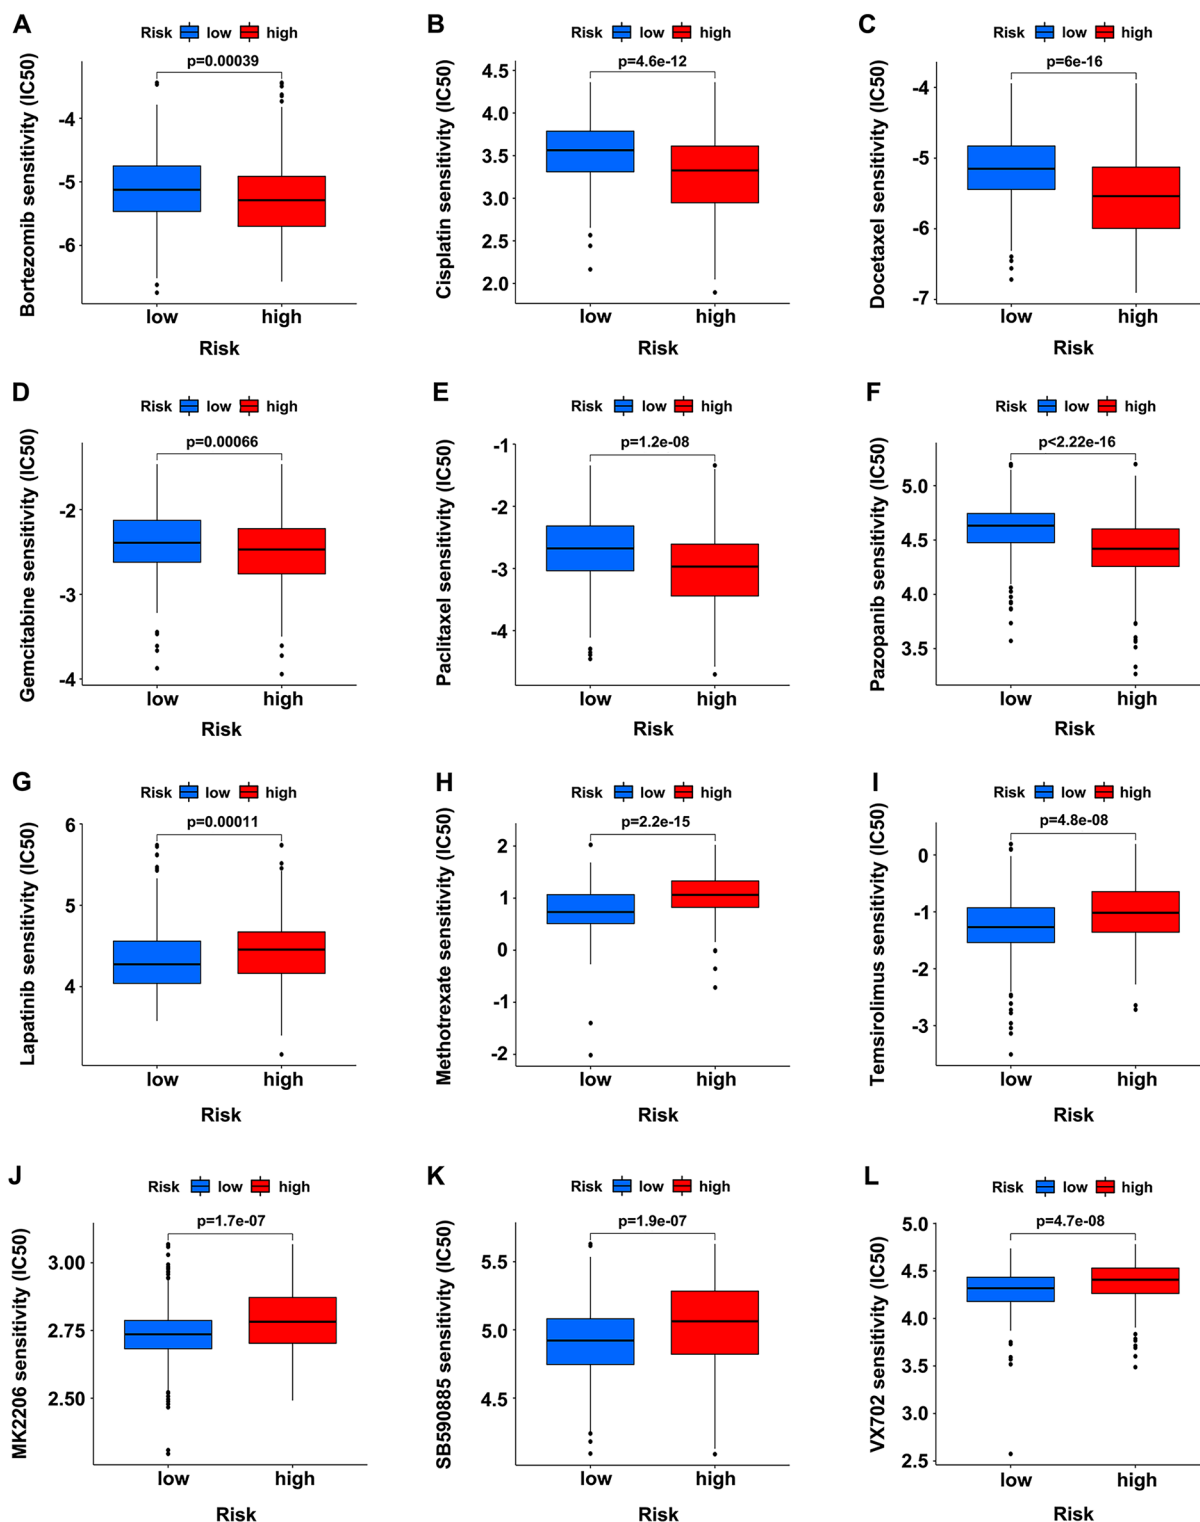 A
Risk low high
p=0.00039
Bortezomib sensitivity (IC50)
-4
-5
-6
low high
Risk
B
Risk low high
p=4.6e-12
Cisplatin sensitivity (IC50)
4.5
4.0
3.5
3.0
2.5
2.0
low high
Risk
C
Risk low high
p=6e-16
Docetaxel sensitivity (IC50)
-4
-5
-6
-7
low high
Risk
D
Risk low high
p=0.00066
Gemcitabine sensitivity (IC50)
-2
-3
-4
low high
Risk
E
Risk low high
p=1.2e-08
Paclitaxel sensitivity (IC50)
-1
-2
-3
-4
low high
Risk
F
Risk low high
p<2.22e-16
Pazopanib sensitivity (IC50)
5.0
4.5
4.0
3.5
low high
Risk
G
Risk low high
p=0.00011
Lapatinib sensitivity (IC50)
6
5
4
low high
Risk
H
Risk low high
p=2.2e-15
Methotrexate sensitivity (IC50)
2
1
0
-1
-2
low high
Risk
I
Risk low high
p=4.8e-08
Temsirolimus sensitivity (IC50)
0
-1
-2
-3
low high
Risk
J
Risk low high
p=1.7e-07
MK2206 sensitivity (IC50)
3.00
2.75
2.50
low high
Risk
K
Risk low high
p=1.9e-07
SB590885 sensitivity (IC50)
5.5
5.0
4.5
low high
Risk
L
Risk low high
p=4.7e-08
VX702 sensitivity (IC50)
5.0
4.5
4.0
3.5
3.0
2.5
low high
Risk